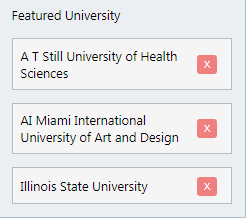 Featured University
A T Still University of Health
Sciences
X
AI Miami International
University of Art and Design
X
Illinois State University
X